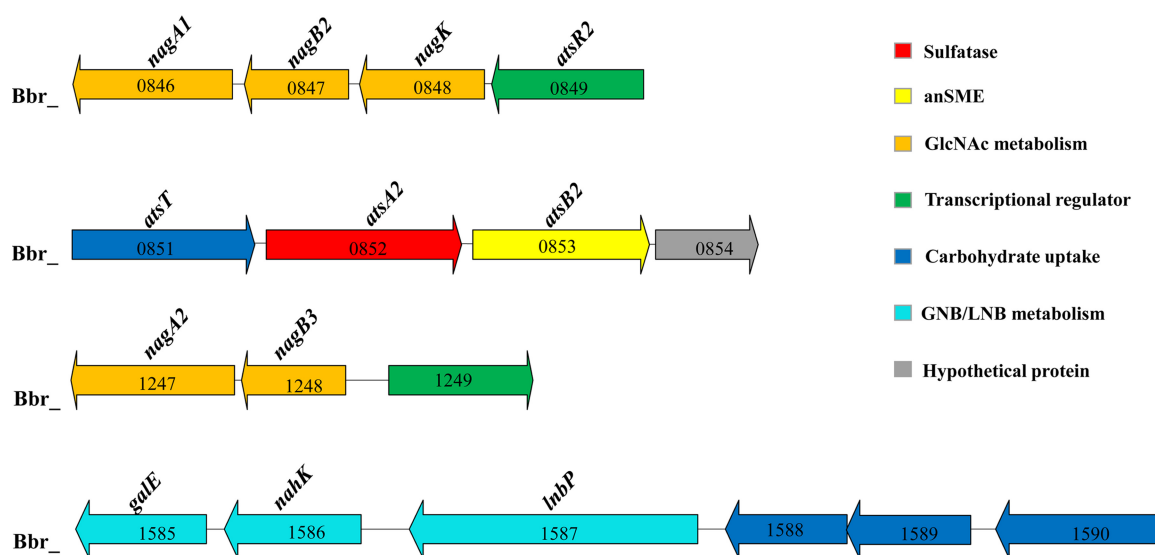 nagA1 nagB2 nagK atsR2
Bbr_ 0846 0847 0848 0849
atsT atsA2 atsB2
Bbr_ 0851 0852 0853 0854
nagA2 nagB3
Bbr_ 1247 1248 1249
galE nahK lnbP
Bbr_ 1585 1586 1587 1588 1589 1590
Sulfatase
anSME
GlcNAc metabolism
Transcriptional regulator
Carbohydrate uptake
GNB/LNB metabolism
Hypothetical protein